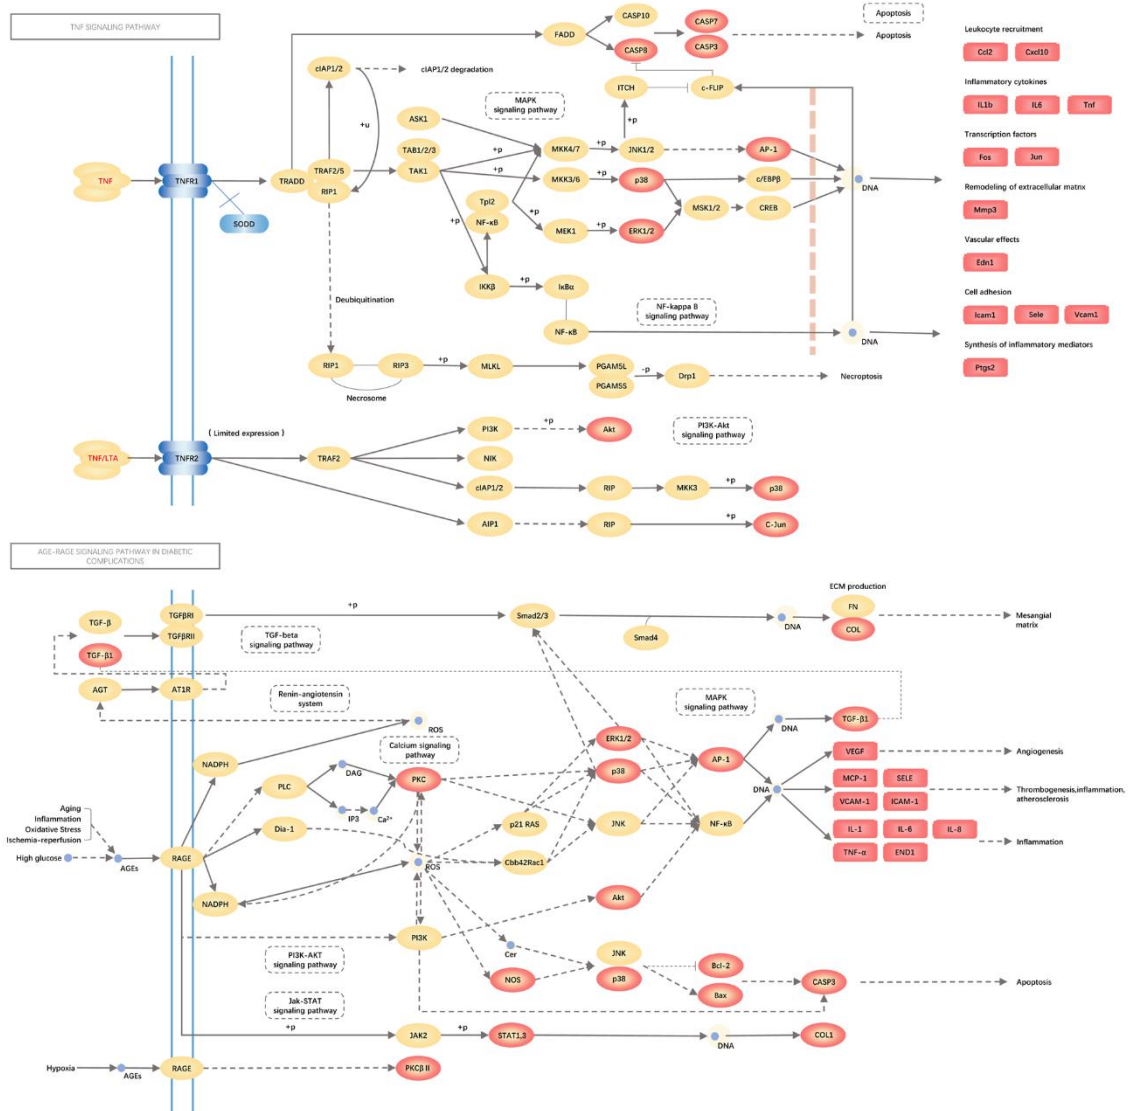 TNF SIGNALING PATHWAY
CASP10
CASP7
Apoptosis
FADD
CASP8
CASP3
Apoptosis
Leukocyte recruitment
Ccl2
Cxcl10
cIAP1/2
cIAP1/2 degradation
ITCH
c-FLIP
Inflammatory cytokines
IL1b
IL6
Tnf
MAPK
signaling pathway
+u
ASK1
+p
TAB1/2/3
+p
MKK4/7
+p
JNK1/2
AP-1
Transcription factors
Fos
Jun
TNF
TNFR1
TRADD
TRAF2/5
RIP1
TAK1
+p
MKK3/6
+p
p38
c/EBPβ
DNA
Remodeling of extracellular matrix
Mmp3
SODD
Tpl2
NF-κB
+p
+p
MEK1
+p
ERK1/2
MSK1/2
CREB
Vascular effects
Edn1
Deubiquitination
IKKβ
+p
IκBα
NF-κB
NF-kappa B
signaling pathway
DNA
Cell adhesion
Icam1
Sele
Vcam1
Synthesis of inflammatory mediators
Ptgs2
RIP1
RIP3
+p
MLKL
PGAM5L
PGAM5S
-p
Drp1
Necroptosis
Necrosome
( Limited expression )
TNF/LTA
TNFR2
TRAF2
PI3K
+p
Akt
PI3K-Akt
signaling pathway
NIK
cIAP1/2
RIP
MKK3
+p
p38
AIP1
RIP
+p
C-Jun
AGE-RAGE SIGNALING PATHWAY IN DIABETIC
COMPLICATIONS
ECM production
TGF-β
TGFβRI
TGFβRII
+p
TGF-beta
signaling pathway
Smad2/3
Smad4
DNA
FN
COL
Mesangial
matrix
TGF-β1
AGT
AT1R
Renin-angiotensin
system
ROS
MAPK
signaling pathway
DNA
TGF-β1
Calcium signaling
pathway
ERK1/2
NADPH
DAG
PLC
PKC
p38
AP-1
VEGF
Angiogenesis
IP3
Ca²⁺
DNA
MCP-1
SELE
VCAM-1
ICAM-1
Thrombogenesis,inflammation,
atherosclerosis
Aging
Inflammation
Oxidative Stress
Ischemia-reperfusion
Dia-1
p21 RAS
JNK
NF-κB
IL-1
IL-6
IL-8
TNF-α
END1
Inflammation
High glucose
AGEs
RAGE
ROS
Cbb42Rac1
NADPH
Akt
PI3K
PI3K-AKT
signaling pathway
Cer
NOS
JNK
p38
Bcl-2
Bax
CASP3
Apoptosis
Jak-STAT
signaling pathway
+p
JAK2
+p
STAT1,3
DNA
COL1
Hypoxia
AGEs
RAGE
PKCβ II